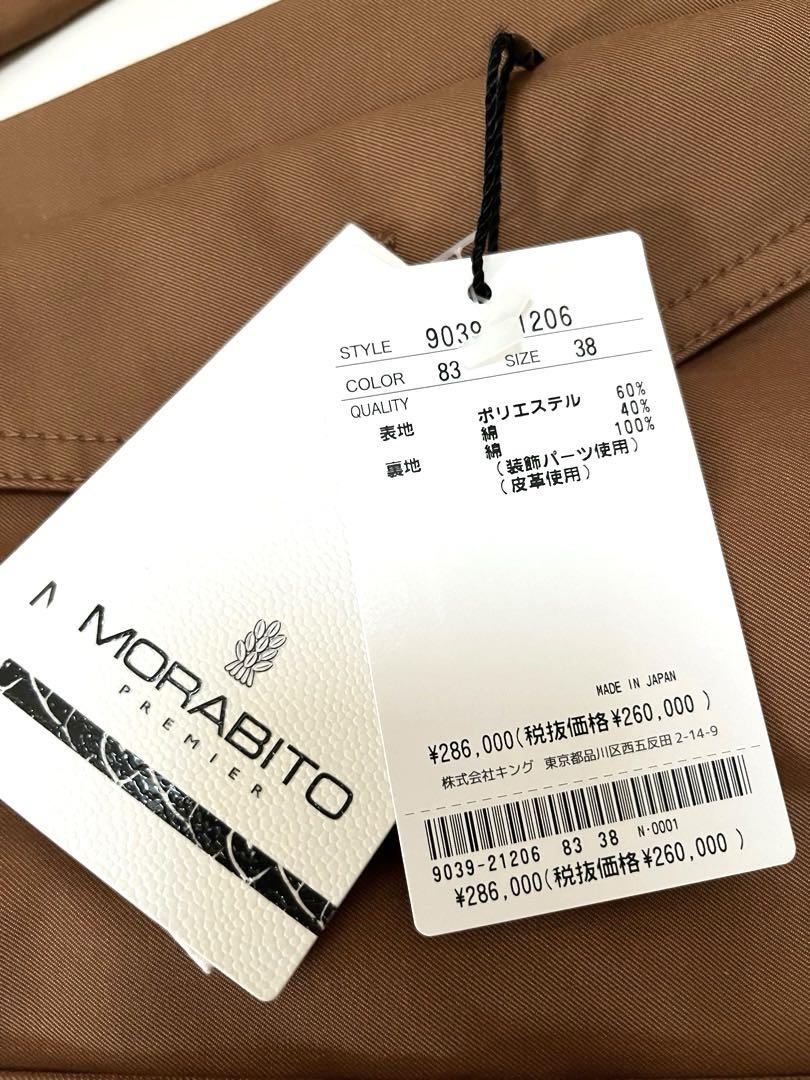 STYLE 9039 1206
COLOR 83 SIZE 38
QUALITY
表地 ポリエステル 60%
綿 40%
裏地 綿 100%
(装飾パーツ使用)
(皮革使用)
MADE IN JAPAN
¥286,000(税抜価格¥260,000 )
株式会社キング 東京都品川区西五反田 2-14-9
N·0001
9039-21206 83 38
¥286,000(税抜価格¥260,000 )
MORABITO
PREMIER